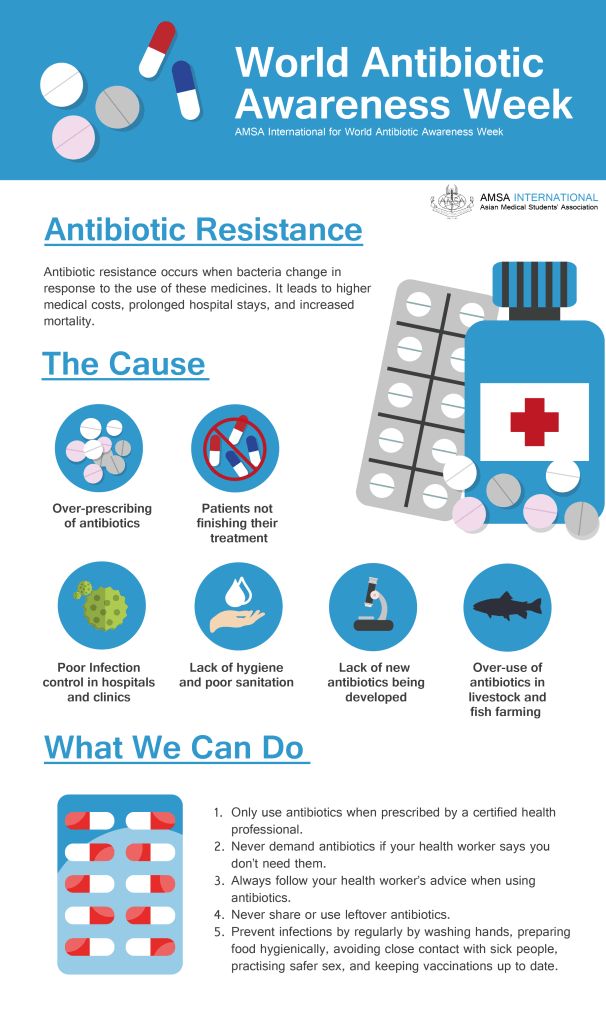 World Antibiotic
Awareness Week
AMSA International for World Antibiotic Awareness Week
AMSA INTERNATIONAL
Asian Medical Students' Association
Antibiotic Resistance
Antibiotic resistance occurs when bacteria change in
response to the use of these medicines. It leads to higher
medical costs, prolonged hospital stays, and increased
mortality.
The Cause
Over-prescribing
of antibiotics
Patients not
finishing their
treatment
Poor Infection
control in hospitals
and clinics
Lack of hygiene
and poor sanitation
Lack of new
antibiotics being
developed
Over-use of
antibiotics in
livestock and
fish farming
What We Can Do
1. Only use antibiotics when prescribed by a certified health
professional.
2. Never demand antibiotics if your health worker says you
don't need them.
3. Always follow your health worker's advice when using
antibiotics.
4. Never share or use leftover antibiotics.
5. Prevent infections by regularly by washing hands, preparing
food hygienically, avoiding close contact with sick people,
practising safer sex, and keeping vaccinations up to date.